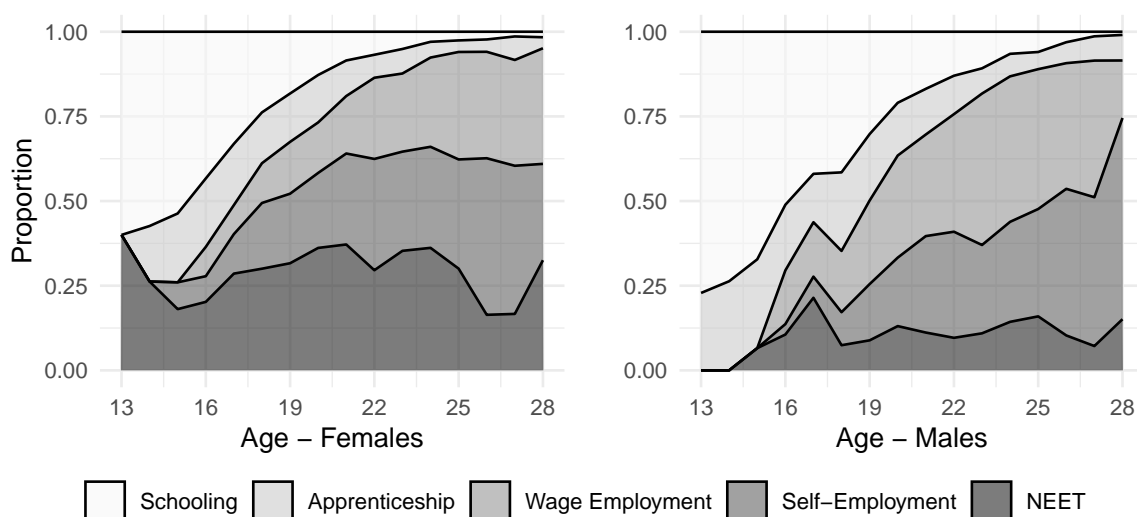 1.00
0.75
0.50
0.25
0.00
Proportion
13 16 19 22 25 28
Age − Females
1.00
0.75
0.50
0.25
0.00
13 16 19 22 25 28
Age − Males
Schooling Apprenticeship Wage Employment Self−Employment NEET